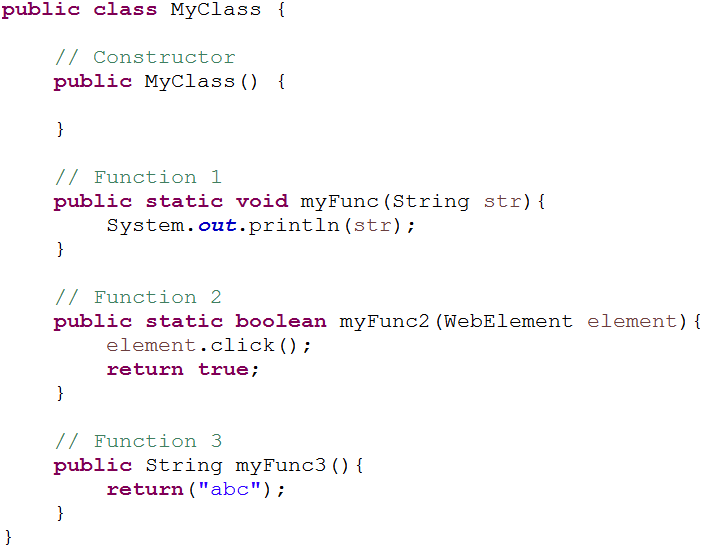 public class MyClass {
// Constructor
public MyClass() {
}
// Function 1
public static void myFunc(String str){
System.out.println(str);
}
// Function 2
public static boolean myFunc2(WebElement element){
element.click();
return true;
}
// Function 3
public String myFunc3(){
return("abc");
}
}